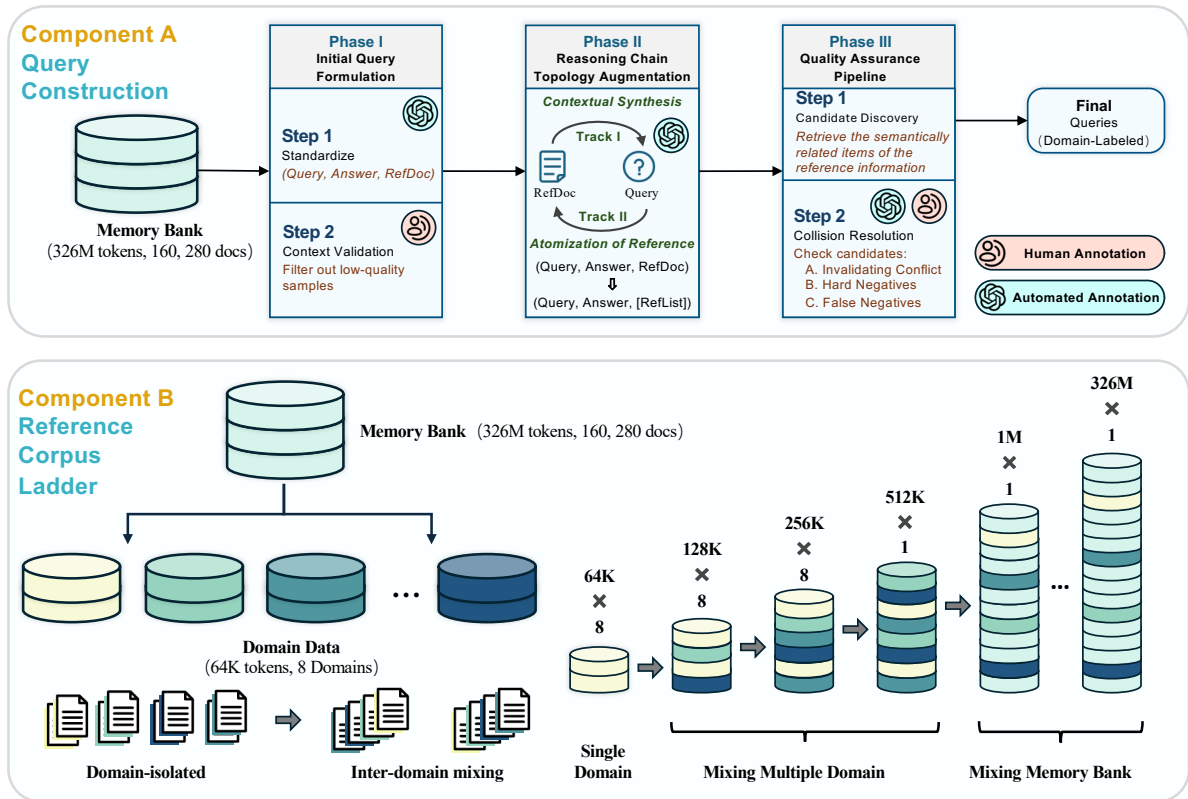 Component A
Query
Construction
Memory Bank
(326M tokens, 160, 280 docs)
Phase I
Initial Query
Formulation
Step 1
Standardize
(Query, Answer, RefDoc)
Step 2
Context Validation
Filter out low-quality
samples
Phase II
Reasoning Chain
Topology Augmentation
Contextual Synthesis
Track I
?
RefDoc
Query
Track II
Atomization of Reference
(Query, Answer, RefDoc)
(Query, Answer, [RefList])
Phase III
Quality Assurance
Pipeline
Step 1
Candidate Discovery
Retrieve the semantically
related items of the
reference information
Step 2
Collision Resolution
Check candidates:
A. Invalidating Conflict
B. Hard Negatives
C. False Negatives
Final
Queries
(Domain-Labeled)
Human Annotation
Automated Annotation
Component B
Reference
Corpus
Ladder
Memory Bank (326M tokens, 160, 280 docs)
...
Domain Data
(64K tokens, 8 Domains)
Domain-isolated
Inter-domain mixing
64K
×
8
128K
×
8
256K
×
8
512K
×
1
1M
×
1
...
326M
×
1
Single
Domain
Mixing Multiple Domain
Mixing Memory Bank